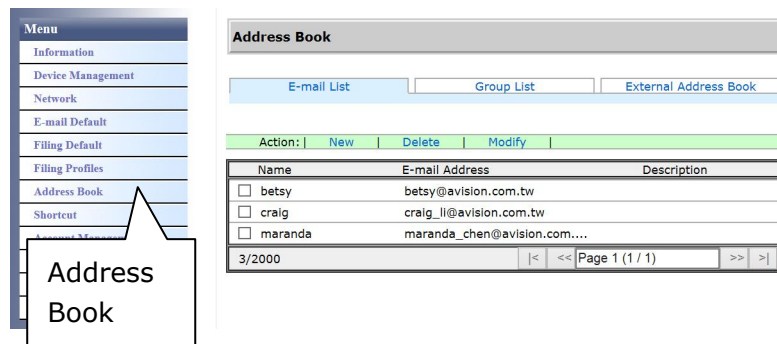 Menu
Information
Device Management
Network
E-mail Default
Filing Default
Filing Profiles
Address Book
Shortcut
Address
Book
Address Book
E-mail List Group List External Address Book
Action: | New | Delete | Modify |
Name E-mail Address Description
betsy betsy@avision.com.tw
craig craig_li@avision.com.tw
maranda maranda_chen@avision.com....
3/2000 |< << Page 1 (1 / 1) >> >|